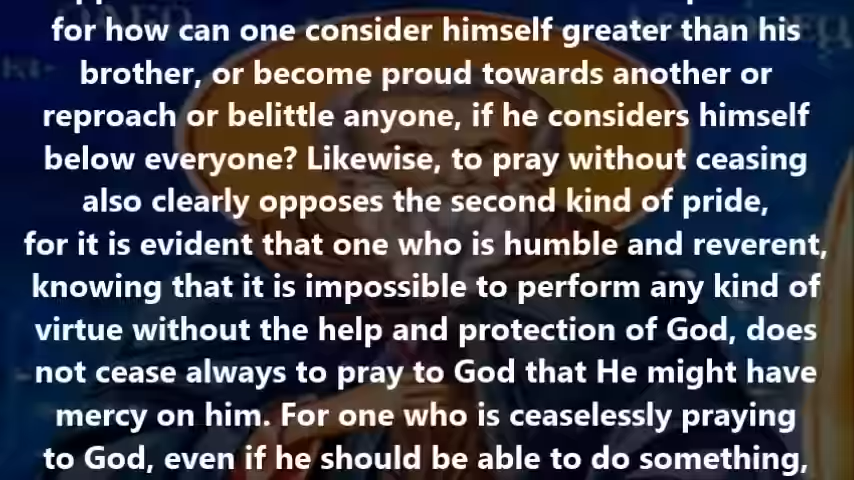 for how can one consider himself greater than his
brother, or become proud towards another or
reproach or belittle anyone, if he considers himself
below everyone? Likewise, to pray without ceasing
also clearly opposes the second kind of pride,
for it is evident that one who is humble and reverent,
knowing that it is impossible to perform any kind of
virtue without the help and protection of God, does
not cease always to pray to God that He might have
mercy on him. For one who is ceaselessly praying
to God, even if he should be able to do something,